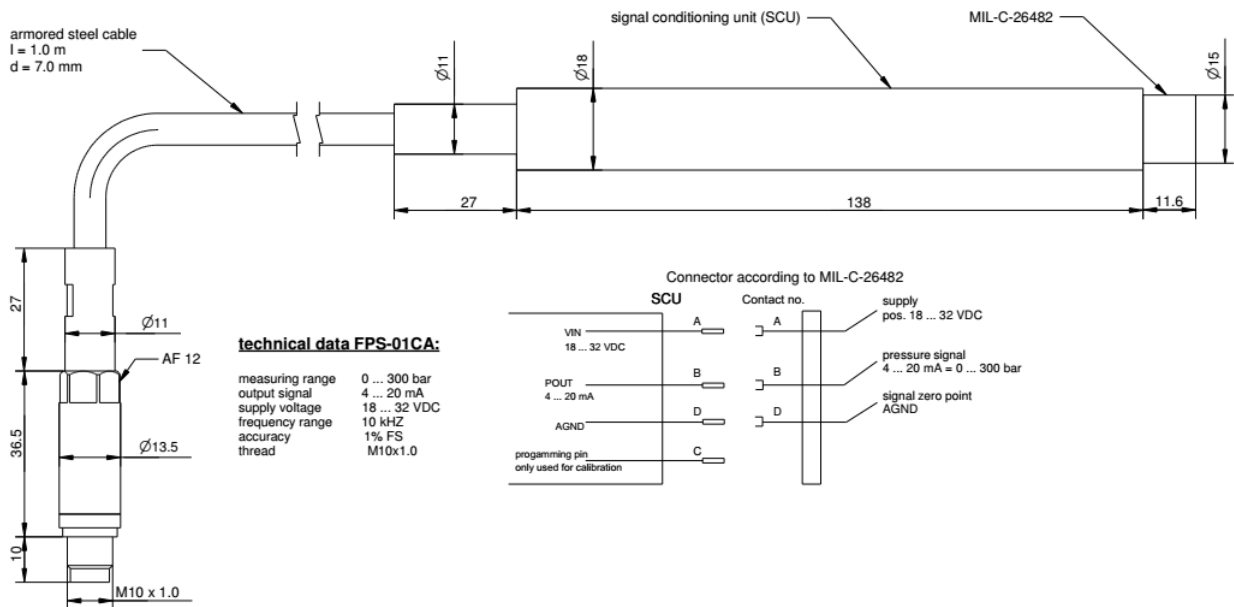 signal conditioning unit (SCU)
MIL-C-26482
armored steel cable
l = 1.0 m
d = 7.0 mm
Ø11
Ø18
Ø15
27
138
11.6
27
Ø11
AF 12
36.5
Ø13.5
10
M10 x 1.0
technical data FPS-01CA:
measuring range 0 ... 300 bar
output signal 4 ... 20 mA
supply voltage 18 ... 32 VDC
frequency range 10 kHZ
accuracy 1% FS
thread M10x1.0
Connector according to MIL-C-26482
SCU
Contact no.
VIN
18 ... 32 VDC
A
A
supply
pos. 18 ... 32 VDC
POUT
4 ... 20 mA
B
B
pressure signal
4 ... 20 mA = 0 ... 300 bar
AGND
D
D
signal zero point
AGND
progamming pin
only used for calibration
C